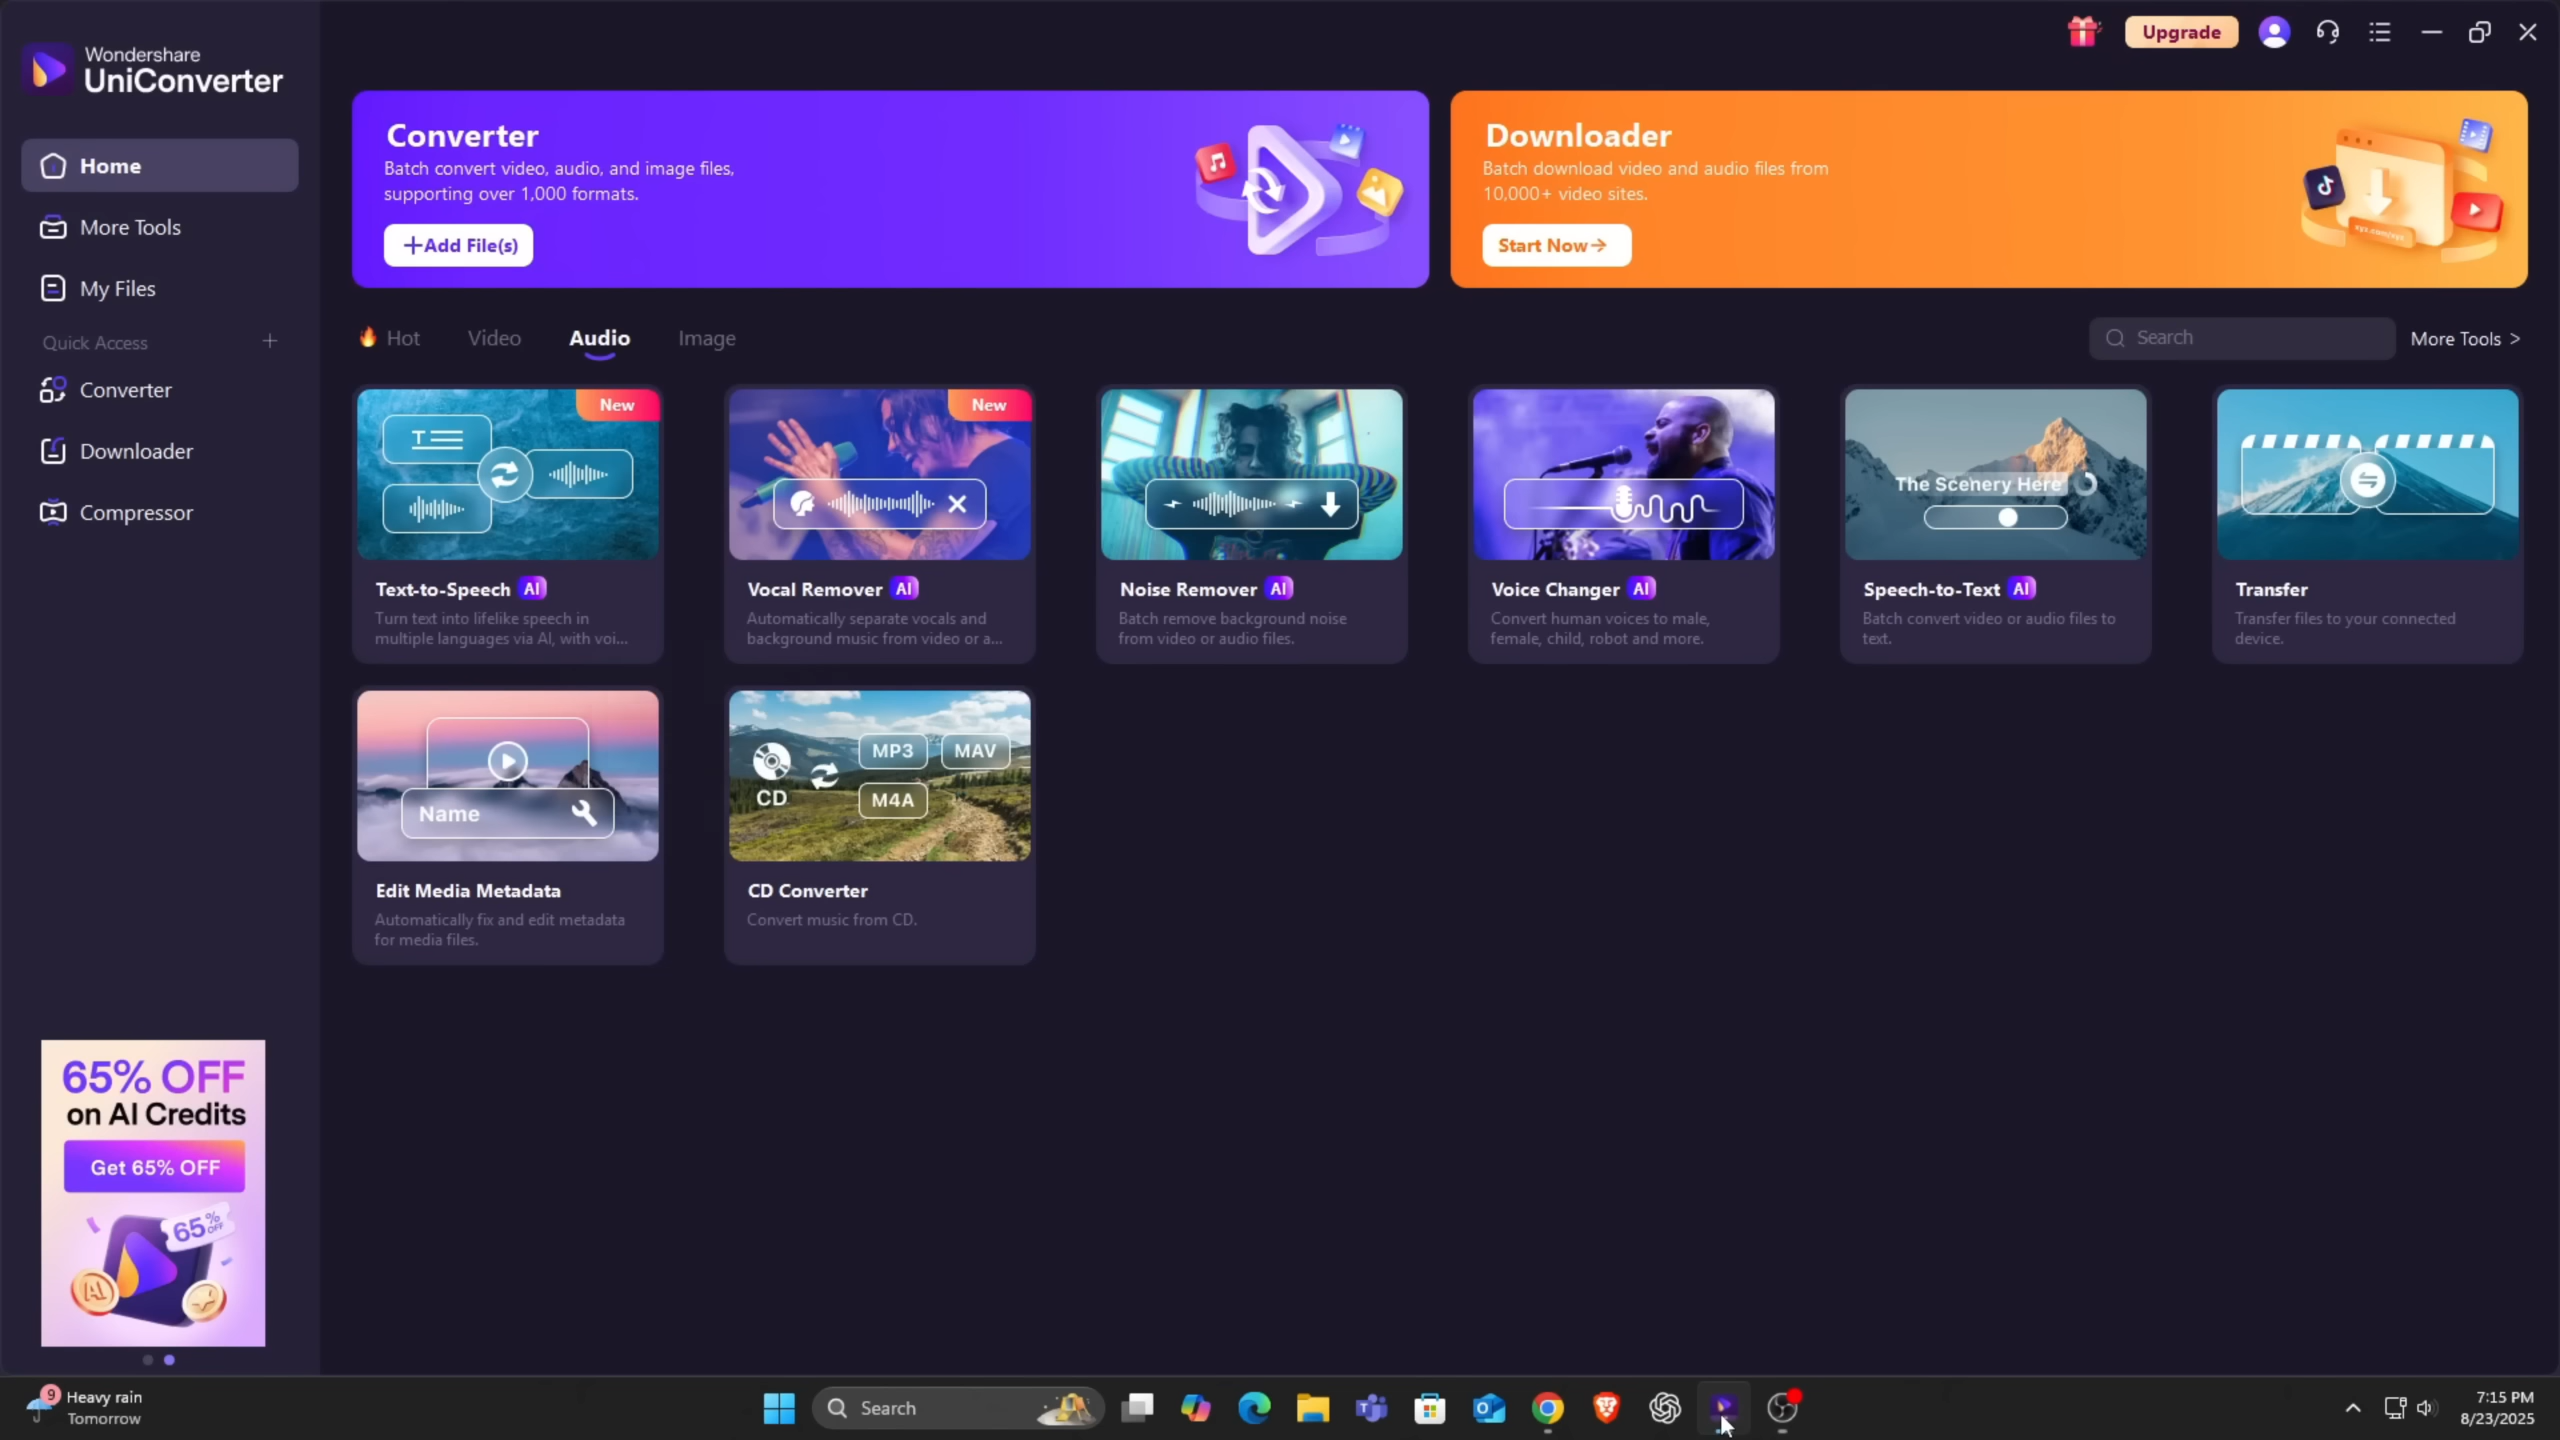 Wondershare
UniConverter
Upgrade
Home
More Tools
My Files
Quick Access
Converter
Downloader
Compressor
Converter
Batch convert video, audio, and image files,
supporting over 1,000 formats.
+Add File(s)
Downloader
Batch download video and audio files from
10,000+ video sites.
Start Now→
Hot Video Audio Image
Search
More Tools >
New
New
T
The Scenery Here
Text-to-Speech AI
Turn text into lifelike speech in
multiple languages via AI, with voi...
Vocal Remover AI
Automatically separate vocals and
background music from video or a...
Noise Remover AI
Batch remove background noise
from video or audio files.
Voice Changer AI
Convert human voices to male,
female, child, robot and more.
Speech-to-Text AI
Batch convert video or audio files to
text.
Transfer
Transfer files to your connected
device.
Name
Edit Media Metadata
Automatically fix and edit metadata
for media files.
CD
MP3
MAV
M4A
CD Converter
Convert music from CD.
65% OFF
on AI Credits
Get 65% OFF
65% OFF
AI
9
Heavy rain
Tomorrow
Search
7:15 PM
8/23/2025